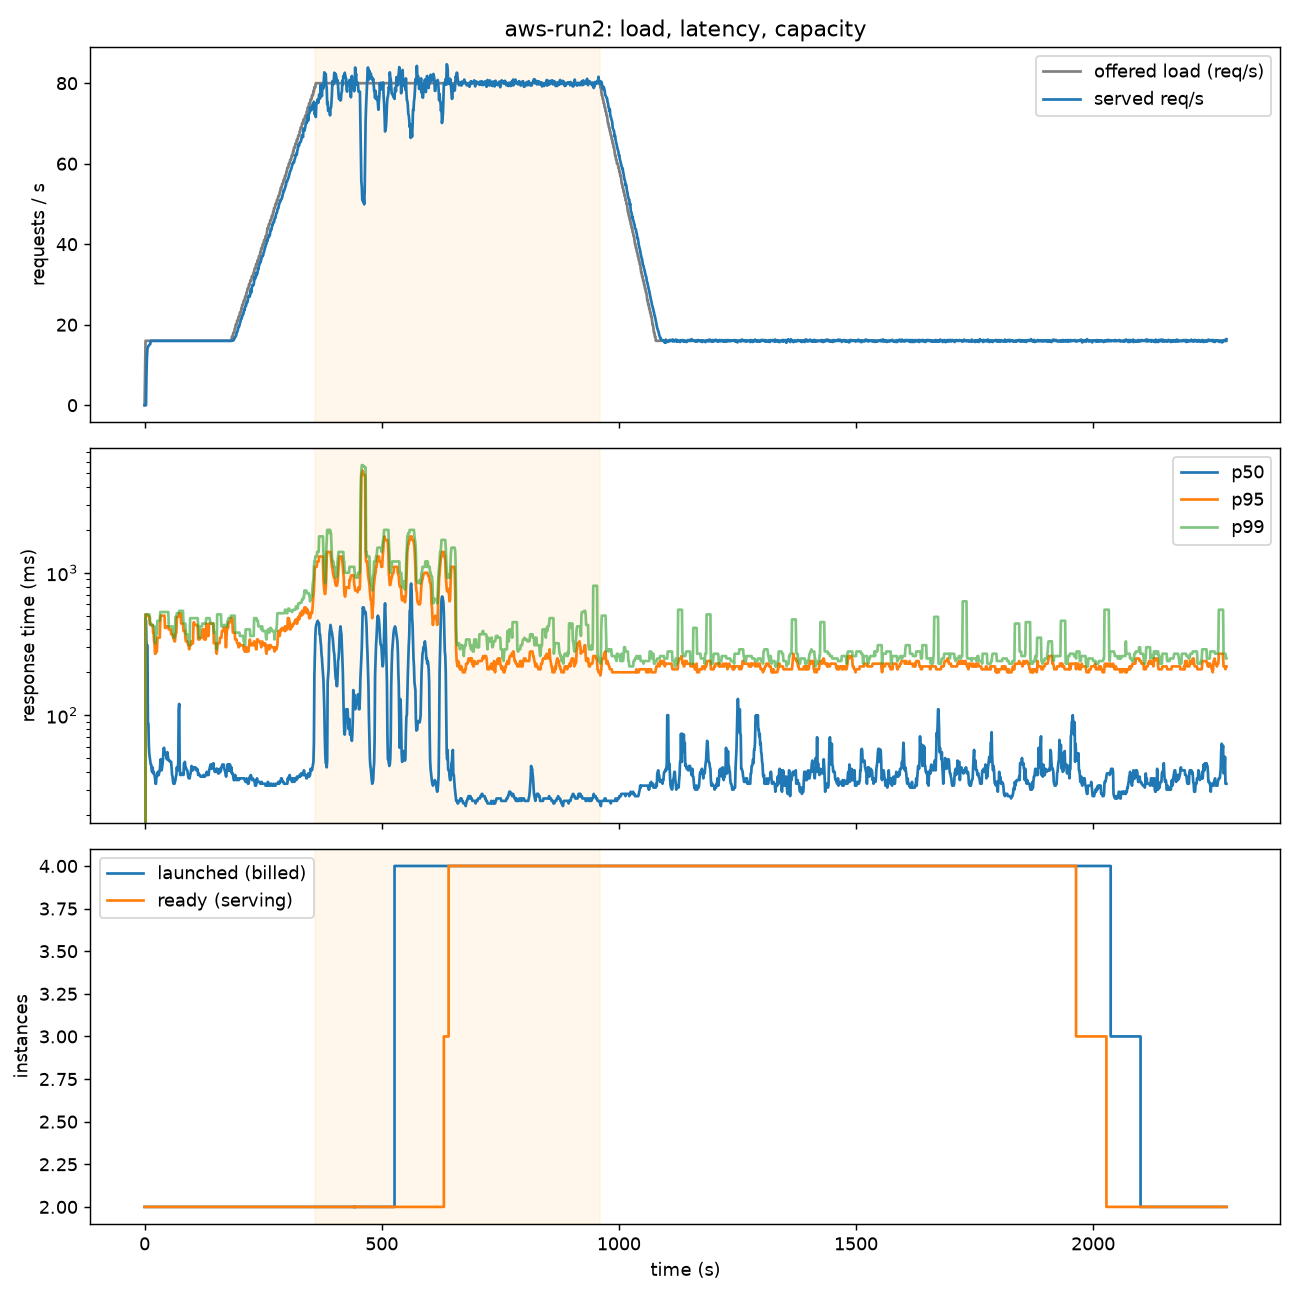 aws-run2: load, latency, capacity
requests / s
80
60
40
20
0
offered load (req/s)
served req/s
response time (ms)
10³
10²
p50
p95
p99
instances
4.00
3.75
3.50
3.25
3.00
2.75
2.50
2.25
2.00
launched (billed)
ready (serving)
0
500
1000
1500
2000
time (s)